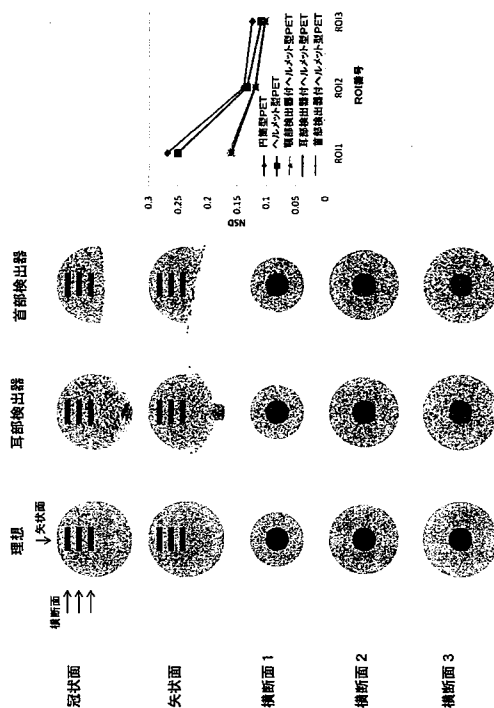 理想
耳部検出器
首部検出器
矢状面
横断面
冠状面
矢状面
横断面 1
横断面 2
横断面 3
0.3
0.25
0.2
0.15
0.1
0.05
0
NSD
ROI1
ROI2
ROI3
ROI番号
円筒型PET
ヘルメット型PET
顎部検出器付ヘルメット型PET
耳部検出器付ヘルメット型PET
首部検出器付ヘルメット型PET